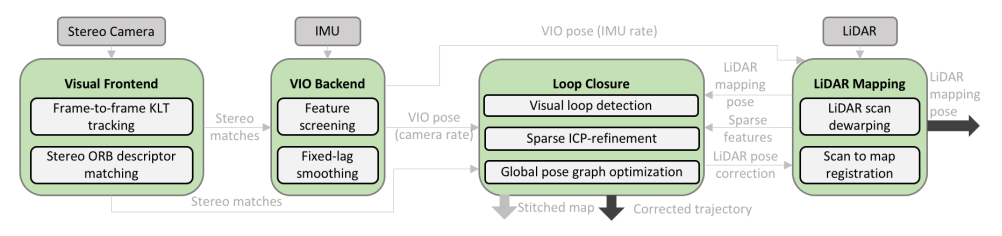 Stereo Camera
IMU
LiDAR
VIO pose (IMU rate)
Visual Frontend
Frame-to-frame KLT
tracking
Stereo ORB descriptor
matching
Stereo
matches
Stereo matches
VIO Backend
Feature
screening
Fixed-lag
smoothing
VIO pose
(camera rate)
Loop Closure
Visual loop detection
Sparse ICP-refinement
Global pose graph optimization
LiDAR
mapping
pose
Sparse
features
LiDAR pose
correction
LiDAR Mapping
LiDAR scan
dewarping
Scan to map
registration
LiDAR
mapping
pose
Stitched map
Corrected trajectory